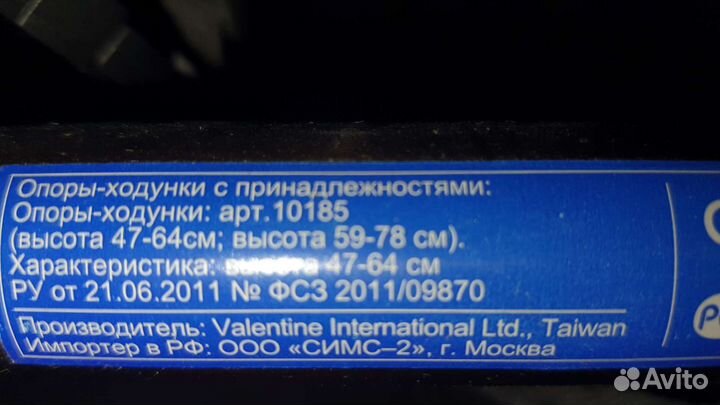 Опоры-ходунки с принадлежностями:
Опоры-ходунки: арт.10185
(высота 47-64см; высота 59-78 см).
Характеристика: высота 47-64 см
РУ от 21.06.2011 № ФСЗ 2011/09870
Производитель: Valentine International Ltd., Taiwan
Импортер в РФ: ООО «СИМС–2», г. Москва
Avito